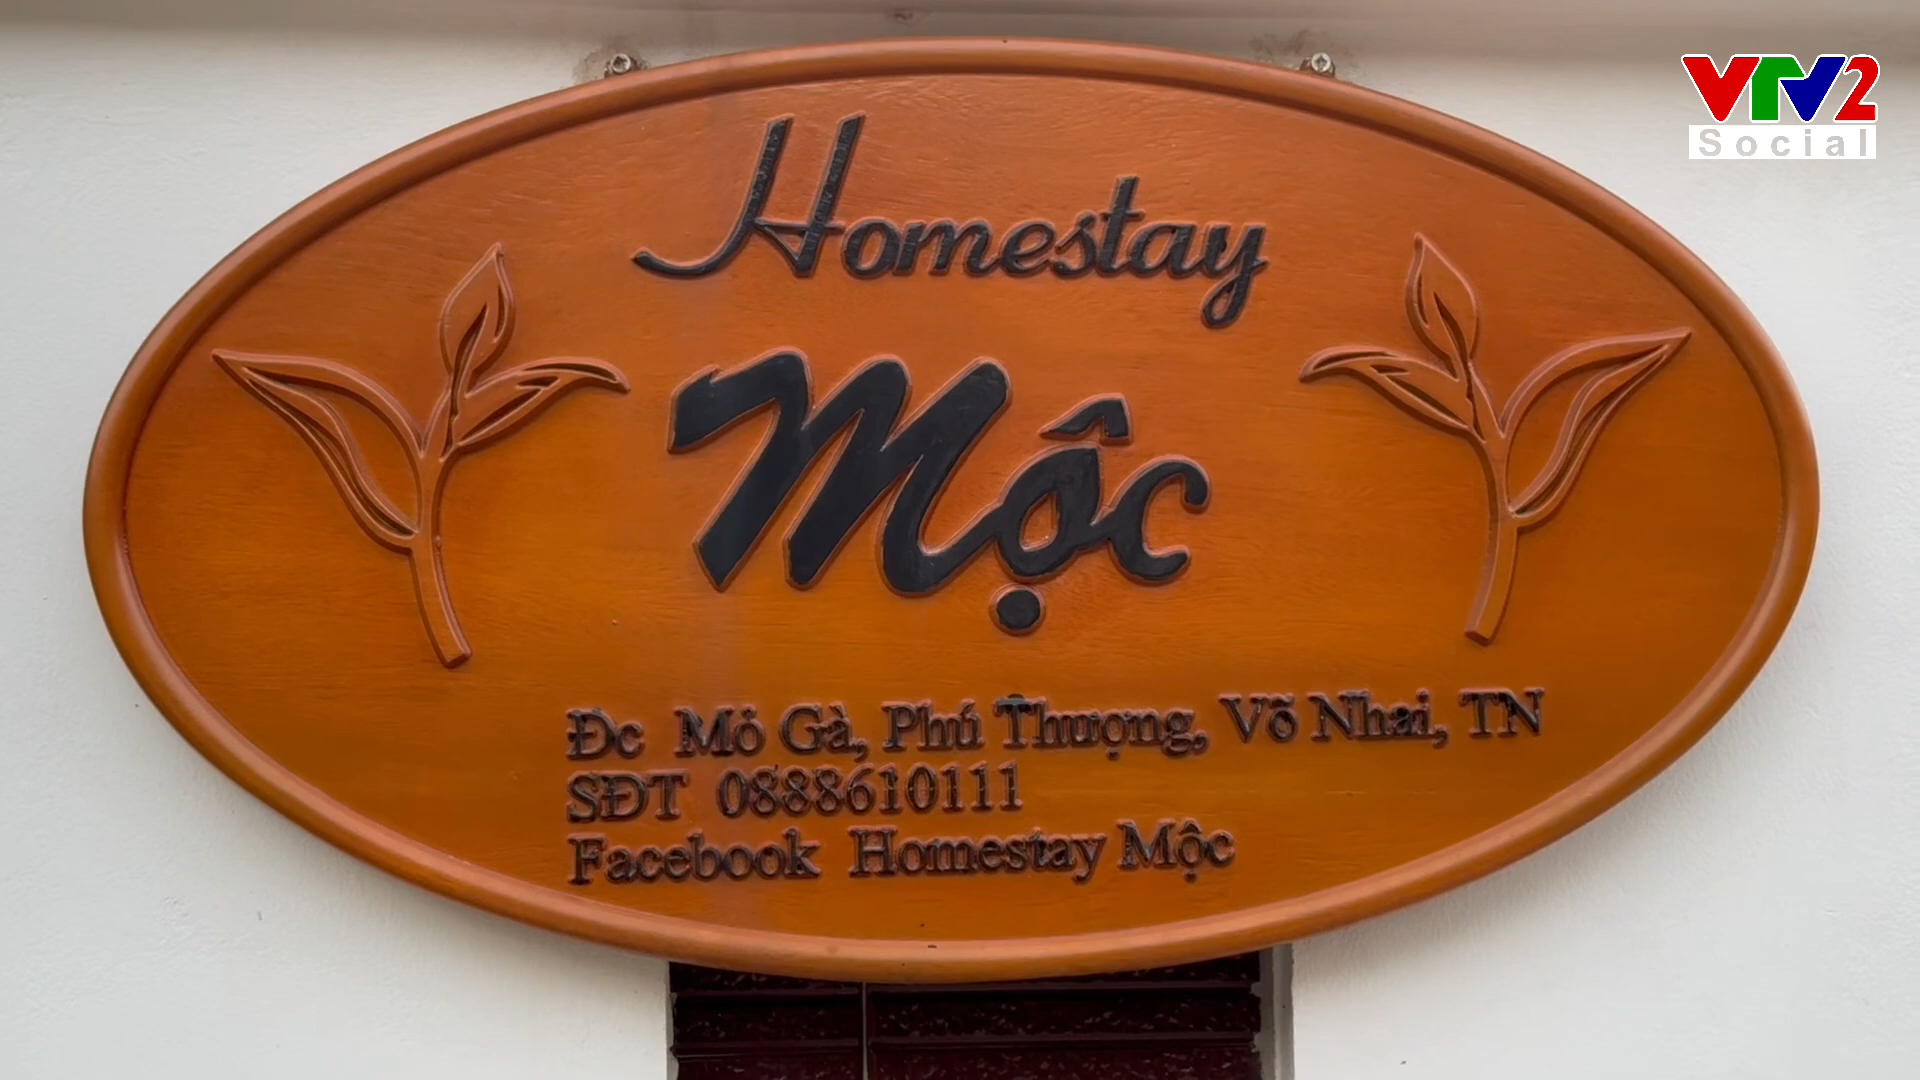 VTV2
Social
Homestay
Mộc
Đc Mỏ Gà, Phú Thượng, Võ Nhai, TN
SĐT 0888610111
Facebook Homestay Mộc